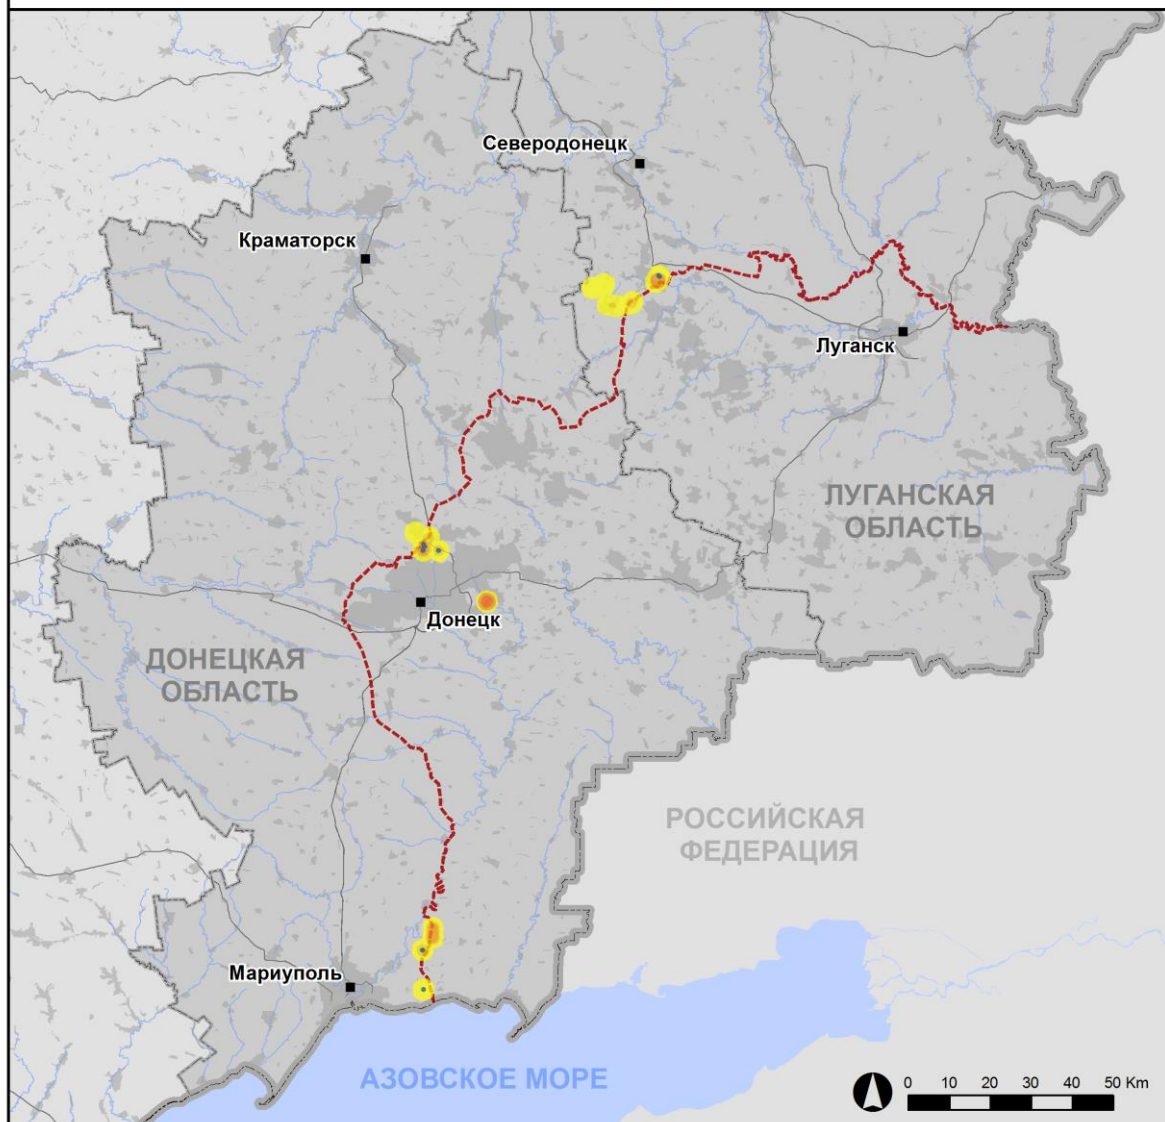 Северодонецк
Краматорск
Луганск
ЛУГАНСКАЯ
ОБЛАСТЬ
Донецк
ДОНЕЦКАЯ
ОБЛАСТЬ
РОССИЙСКАЯ
ФЕДЕРАЦИЯ
Мариуполь
АЗОВСКОЕ МОРЕ
0 10 20 30 40 50 Km